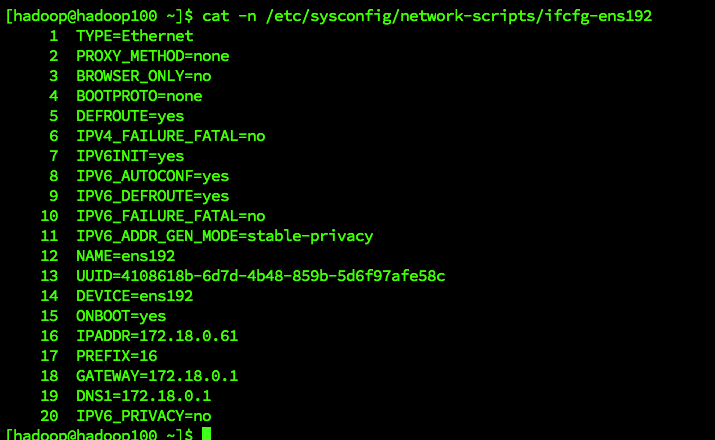 [hadoop@hadoop100 ~]$ cat -n /etc/sysconfig/network-scripts/ifcfg-ens192
1 TYPE=Ethernet
2 PROXY_METHOD=none
3 BROWSER_ONLY=no
4 BOOTPROTO=none
5 DEFROUTE=yes
6 IPV4_FAILURE_FATAL=no
7 IPV6INIT=yes
8 IPV6_AUTOCONF=yes
9 IPV6_DEFROUTE=yes
10 IPV6_FAILURE_FATAL=no
11 IPV6_ADDR_GEN_MODE=stable-privacy
12 NAME=ens192
13 UUID=4108618b-6d7d-4b48-859b-5d6f97afe58c
14 DEVICE=ens192
15 ONBOOT=yes
16 IPADDR=172.18.0.61
17 PREFIX=16
18 GATEWAY=172.18.0.1
19 DNS1=172.18.0.1
20 IPV6_PRIVACY=no
[hadoop@hadoop100 ~]$